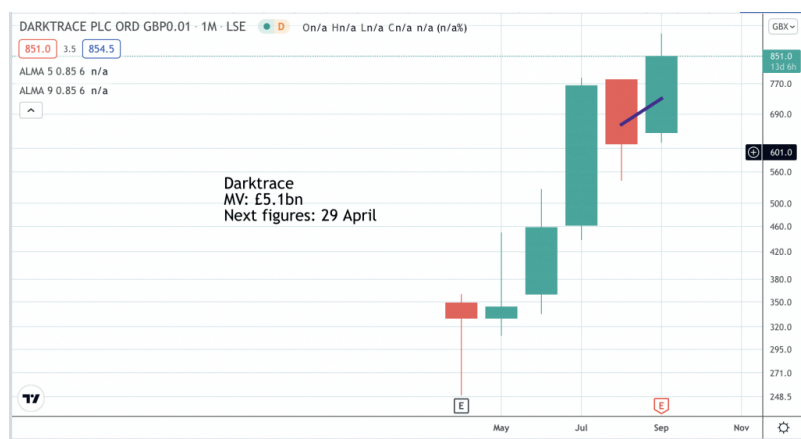 DARKTRACE PLC ORD GBP0.01 · 1M · LSE D On/a Hn/a Ln/a Cn/a n/a (n/a%)
GBX
851.0 3.5 854.5
ALMA 5 0.85 6 n/a
ALMA 9 0.85 6 n/a
851.0
13d 6h
770.0
690.0
601.0
560.0
500.0
460.0
420.0
380.0
350.0
320.0
295.0
271.0
248.5
Darktrace
MV: £5.1bn
Next figures: 29 April
E E
May Jul Sep Nov